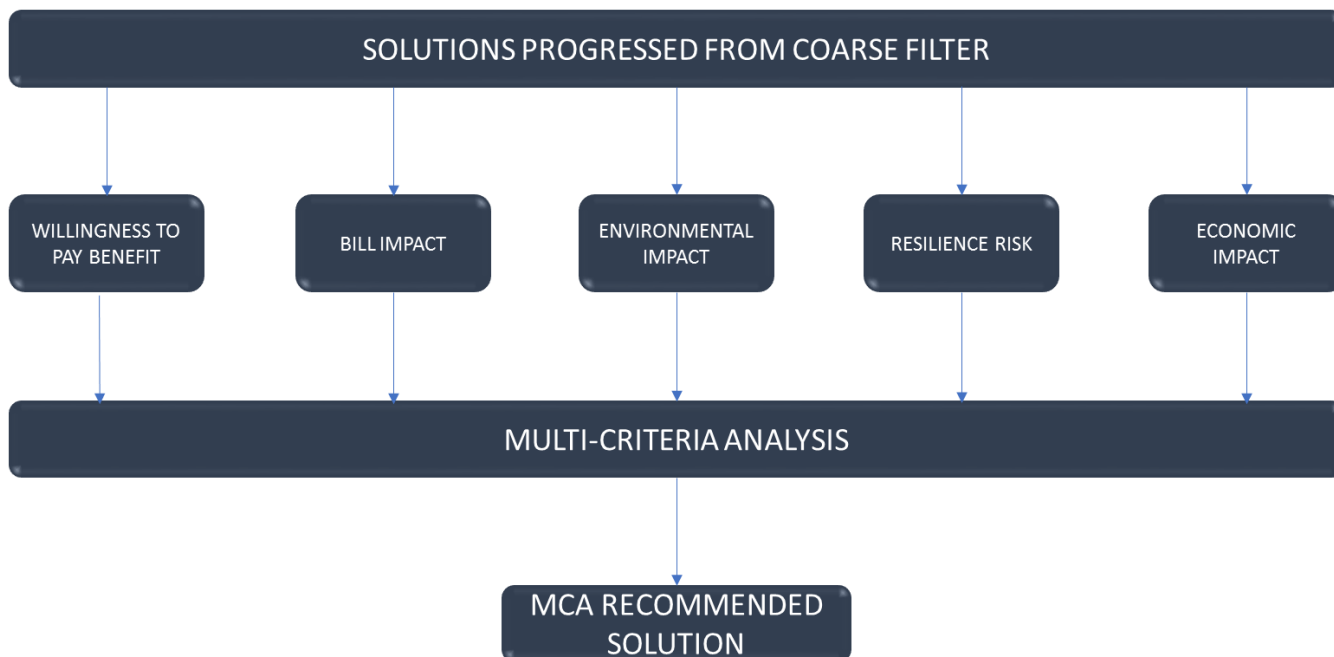 SOLUTIONS PROGRESSED FROM COARSE FILTER
WILLINGNESS TO
PAY BENEFIT
BILL IMPACT
ENVIRONMENTAL
IMPACT
RESILIENCE RISK
ECONOMIC
IMPACT
MULTI-CRITERIA ANALYSIS
MCA RECOMMENDED
SOLUTION